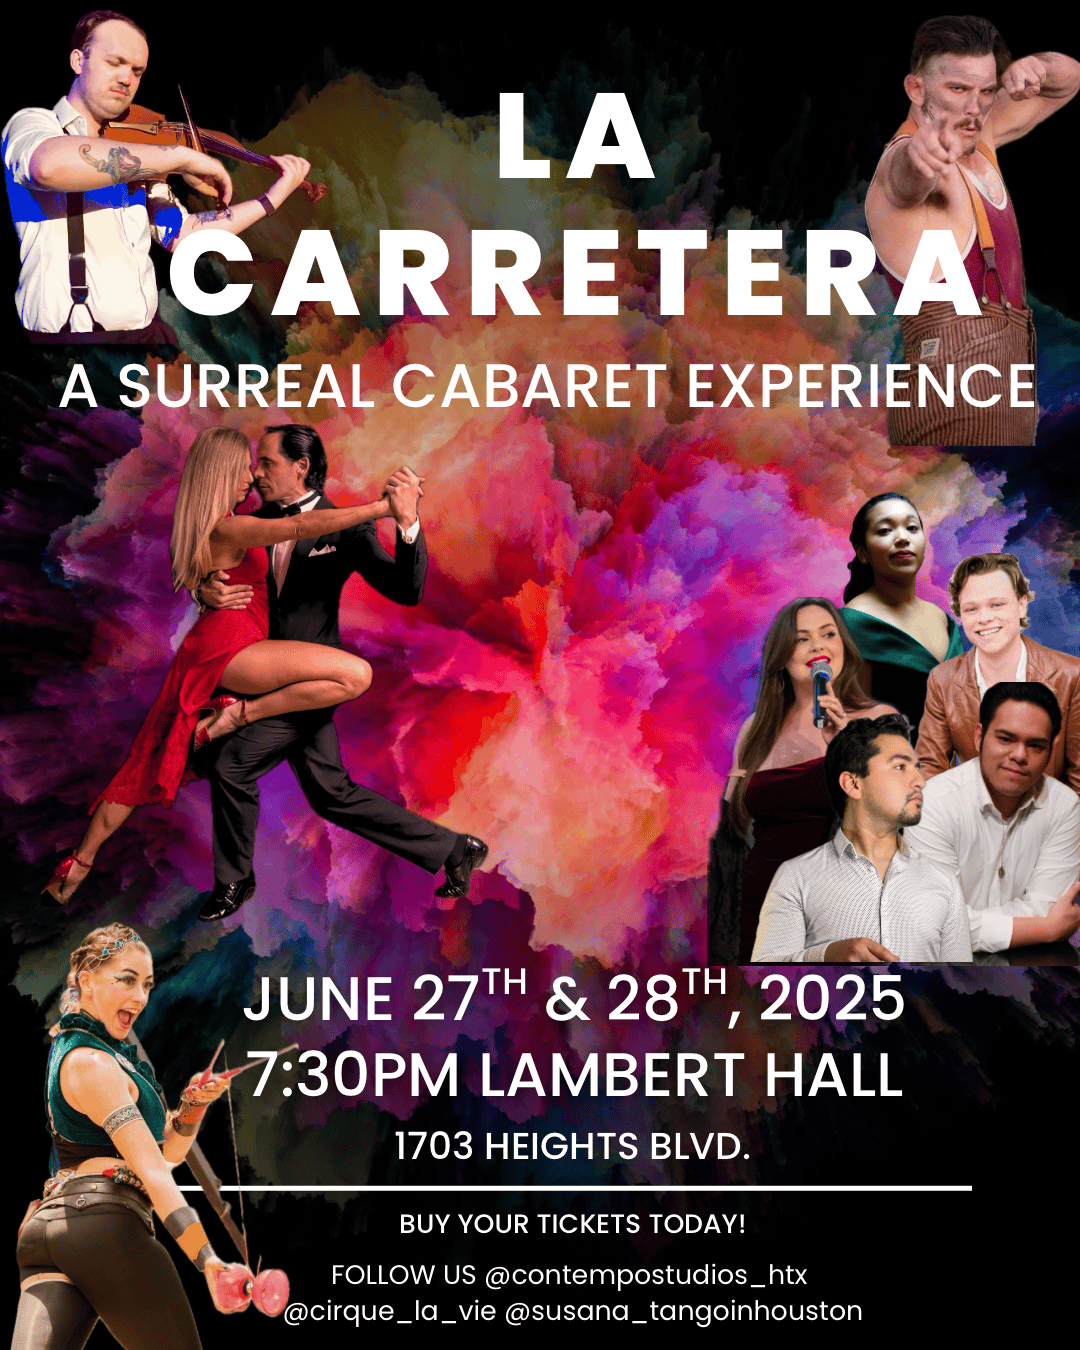 LA
CARRETERA
A SURREAL CABARET EXPERIENCE
JUNE 27TH & 28TH, 2025
7:30PM LAMBERT HALL
1703 HEIGHTS BLVD.
BUY YOUR TICKETS TODAY!
FOLLOW US @contempostudios_htx
@cirque_la_vie @susana_tangoinhouston